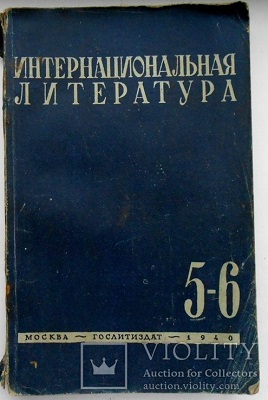 ИНТЕРНАЦИОНАЛЬНАЯ
ЛИТЕРАТУРА
5-6
МОСКВА ~ ГОСЛИТИЗДАТ ~ 1940
VIOLITY
Auction for Collectors
auction.violity.com